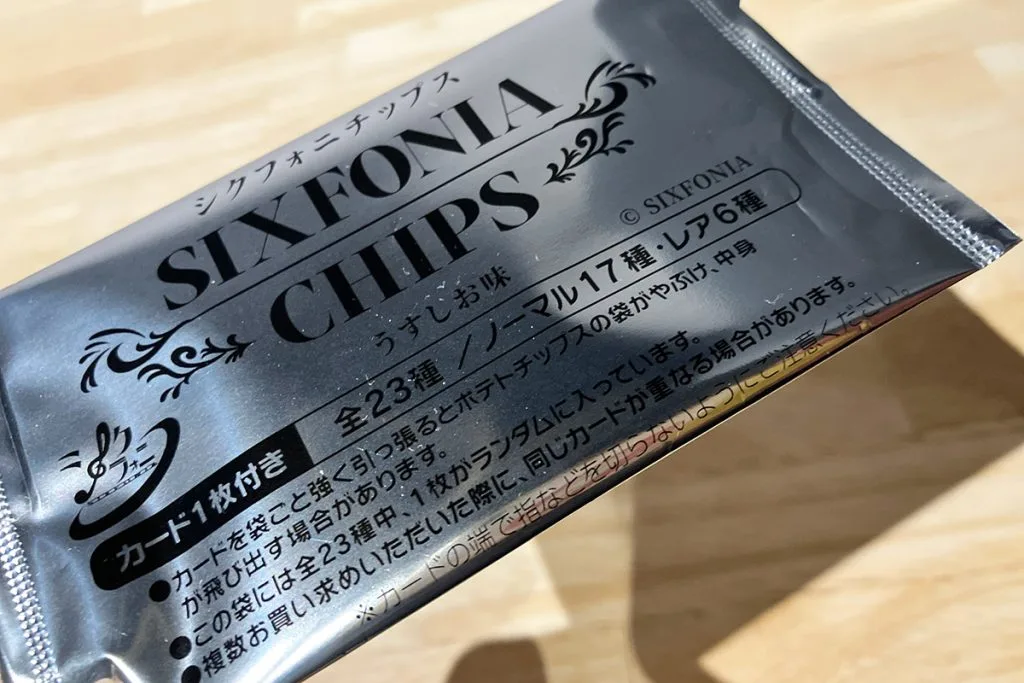 シクフォニチップス
SIXFONIA
CHIPS
うすしお味
© SIXFONIA
シクフォニ
カード1枚付き
全23種／ノーマル17種・レア6種
●カードを袋ごと強く引っ張るとポテトチップスの袋がやぶけ、中身
が飛び出す場合があります。
●この袋には全23種中、1枚がランダムに入っています。
●複数お買い求めいただいた際に、同じカードが重なる場合があります。
※カードの端で指などを切らないようにご注意ください。